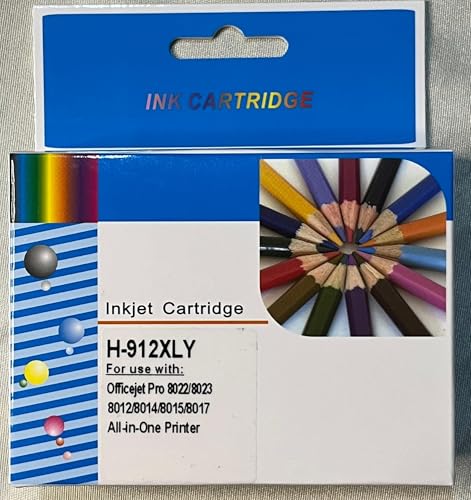 INK CARTRIDGE
Inkjet Cartridge
H-912XLY
For use with:
Officejet Pro 8022/8023
8012/8014/8015/8017
All-in-One Printer